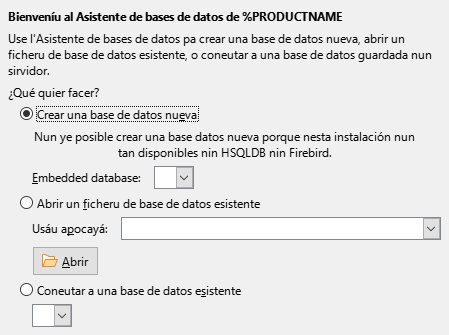 Bienveníu al Asistente de bases de datos de %PRODUCTNAME
Use l'Asistente de bases de datos pa crear una base de datos nueva, abrir un
ficheru de base de datos esistente, o coneutar a una base de datos guardada nun
sirvidor.
¿Qué quier facer?
Crear una base de datos nueva
Nun ye posible crear una base datos nueva porque nesta instalación nun
tan disponibles nin HSQLDB nin Firebird.
Embedded database:
Abrir un ficheru de base de datos esistente
Usáu apocayá:
Abrir
Coneutar a una base de datos esistente